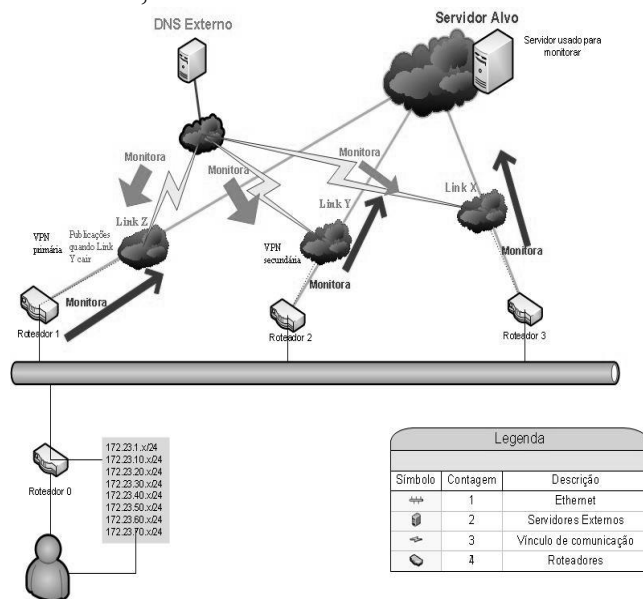 DNS Externo
Servidor Alvo
Servidor usado para
monitorar
Monitora
Monitora
Monitora
Link Z
Link Y
Link X
VPN
primária
Publicações
quando Link
Y cair
VPN
secundária
Monitora
Monitora
Monitora
Roteador 1
Roteador 2
Roteador 3
172.23.1.x/24
172.23.10.x/24
172.23.20.x/24
172.23.30.x/24
172.23.40.x/24
172.23.50.x/24
172.23.60.x/24
172.23.70.x/24
Roteador 0
Legenda
Símbolo Contagem Descrição
1 Ethernet
2 Servidores Externos
3 Vínculo de comunicação
4 Roteadores